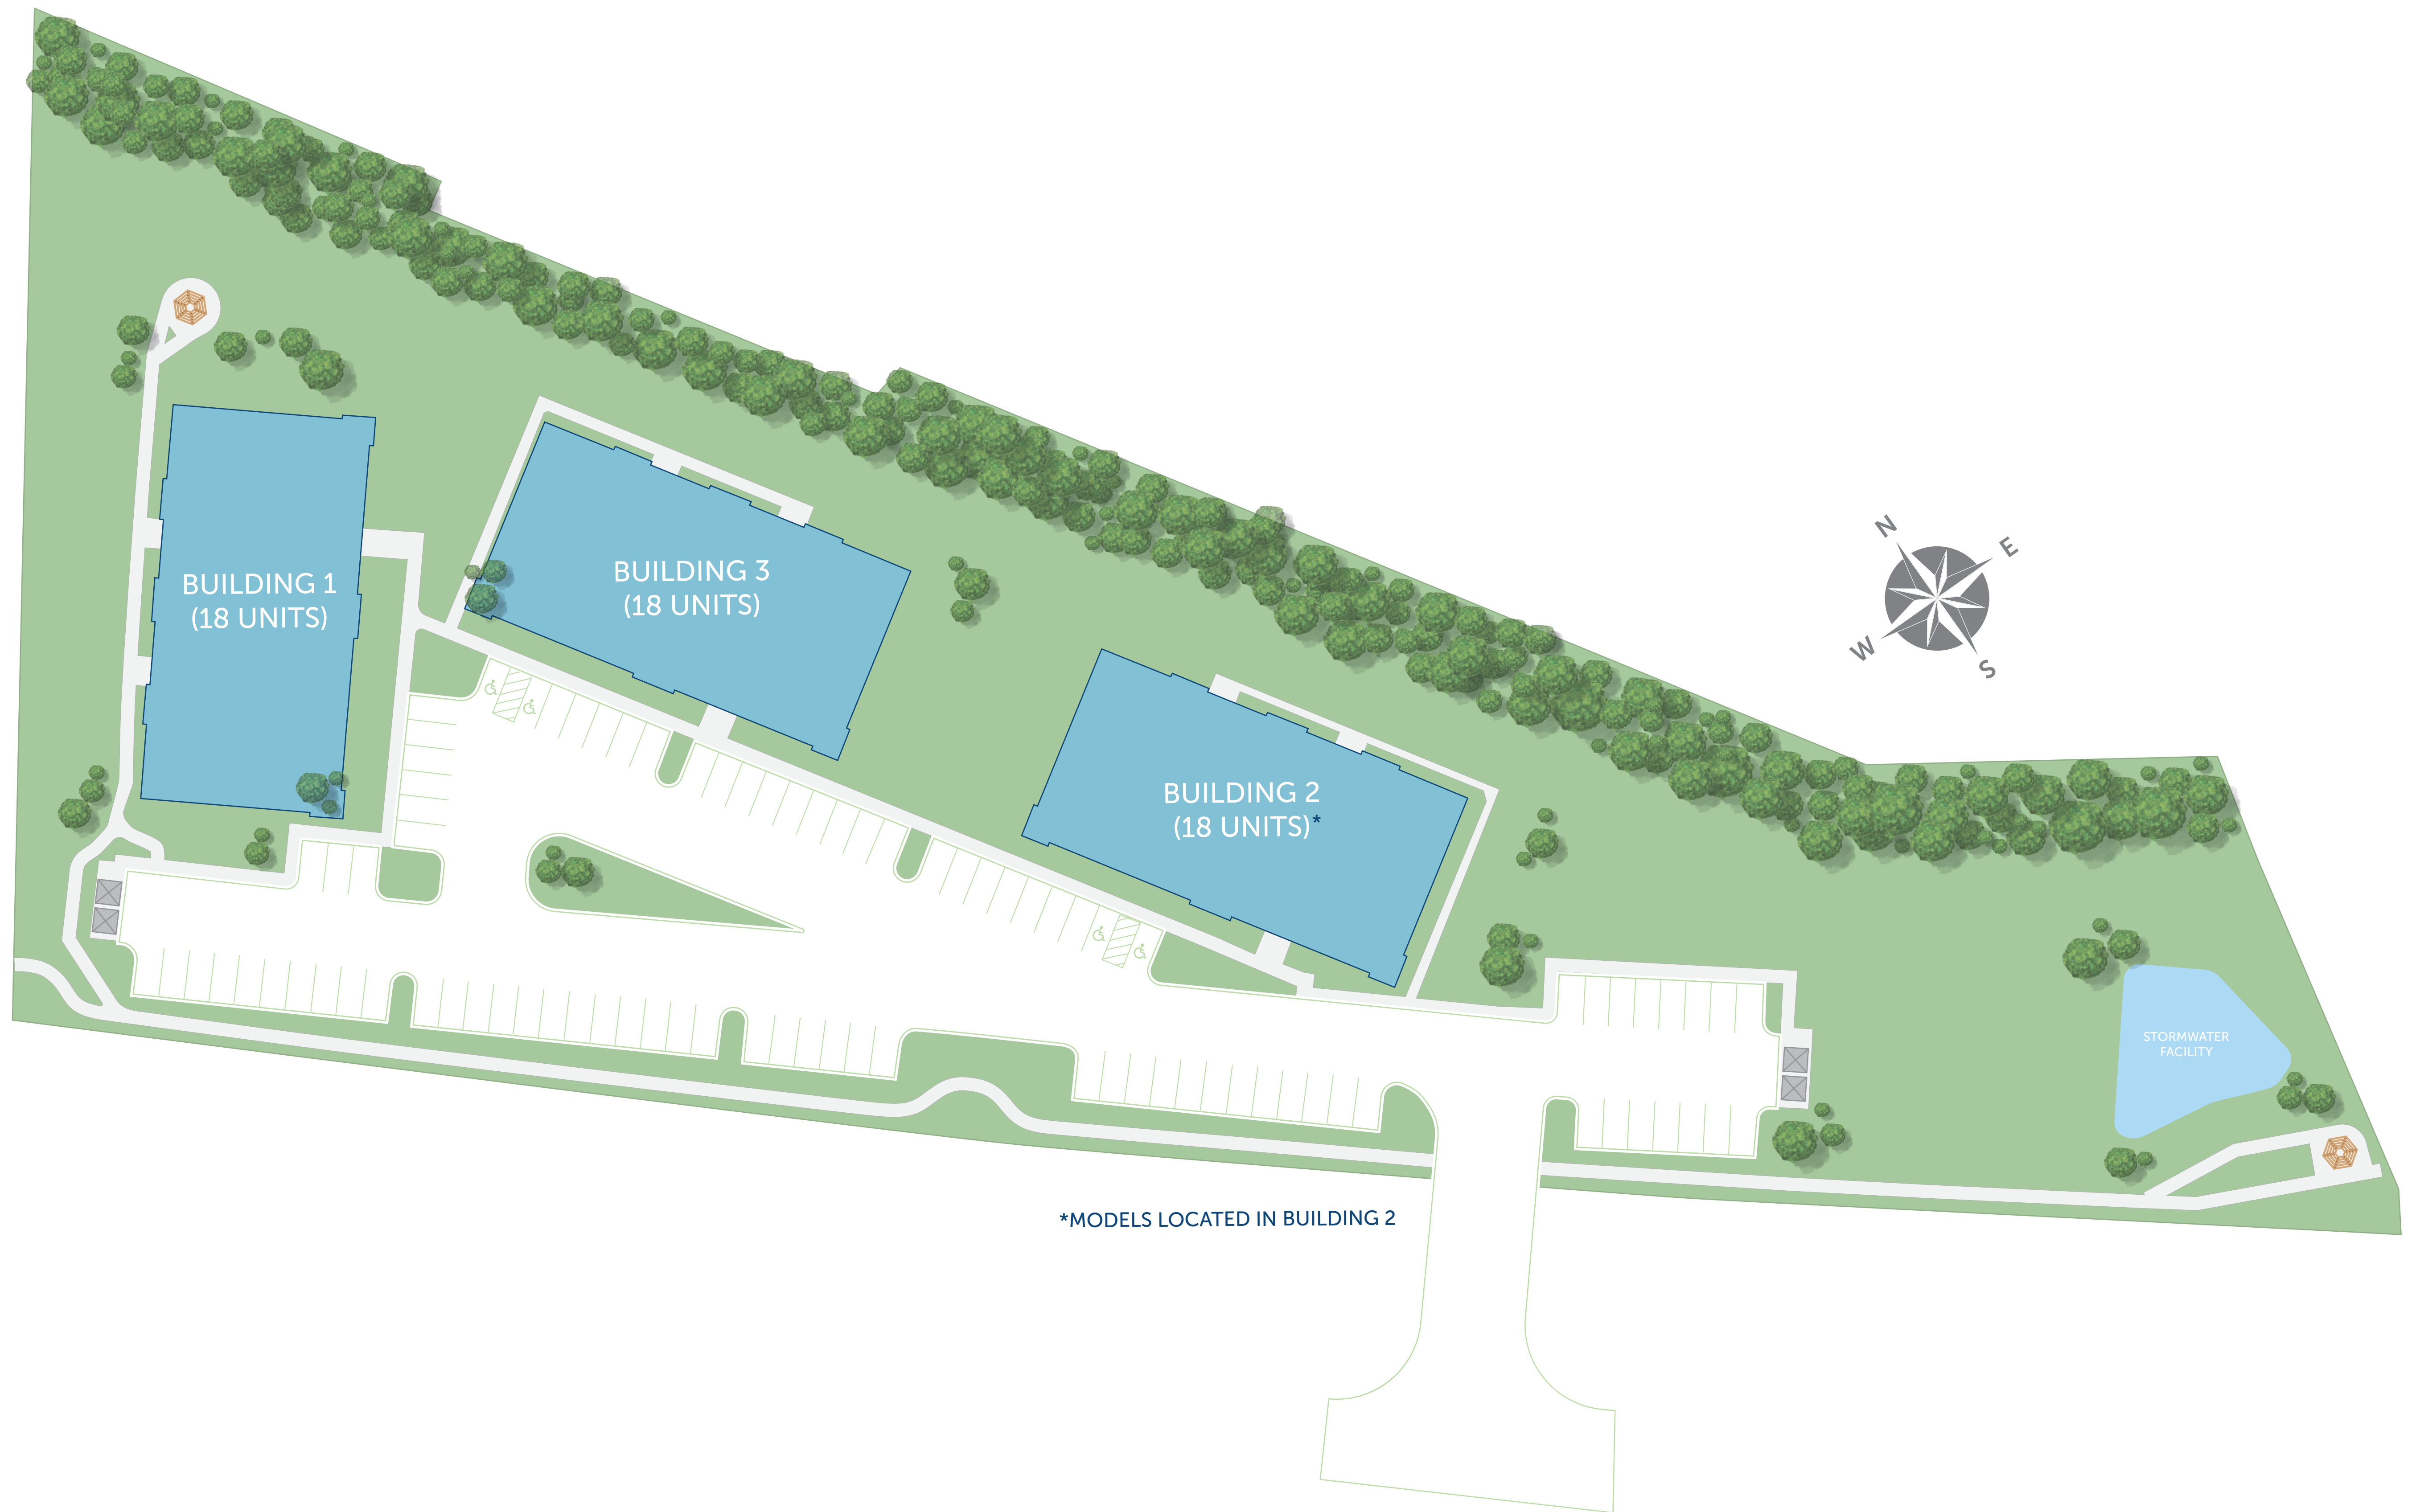 BUILDING 1
(18 UNITS)
BUILDING 3
(18 UNITS)
BUILDING 2
(18 UNITS)*
N
E
W
S
STORMWATER
FACILITY
*MODELS LOCATED IN BUILDING 2